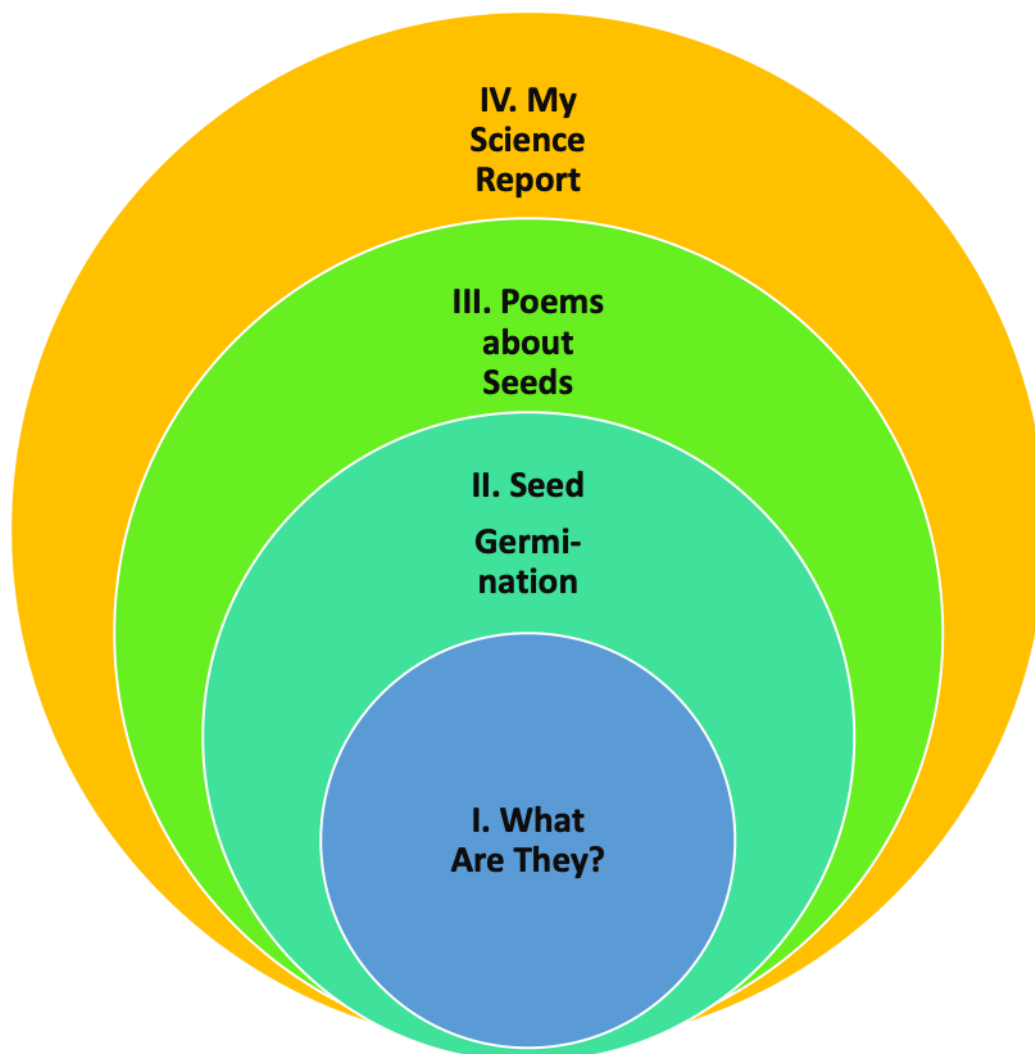 IV. My
Science
Report
III. Poems
about
Seeds
II. Seed
Germi-
nation
I. What
Are They?